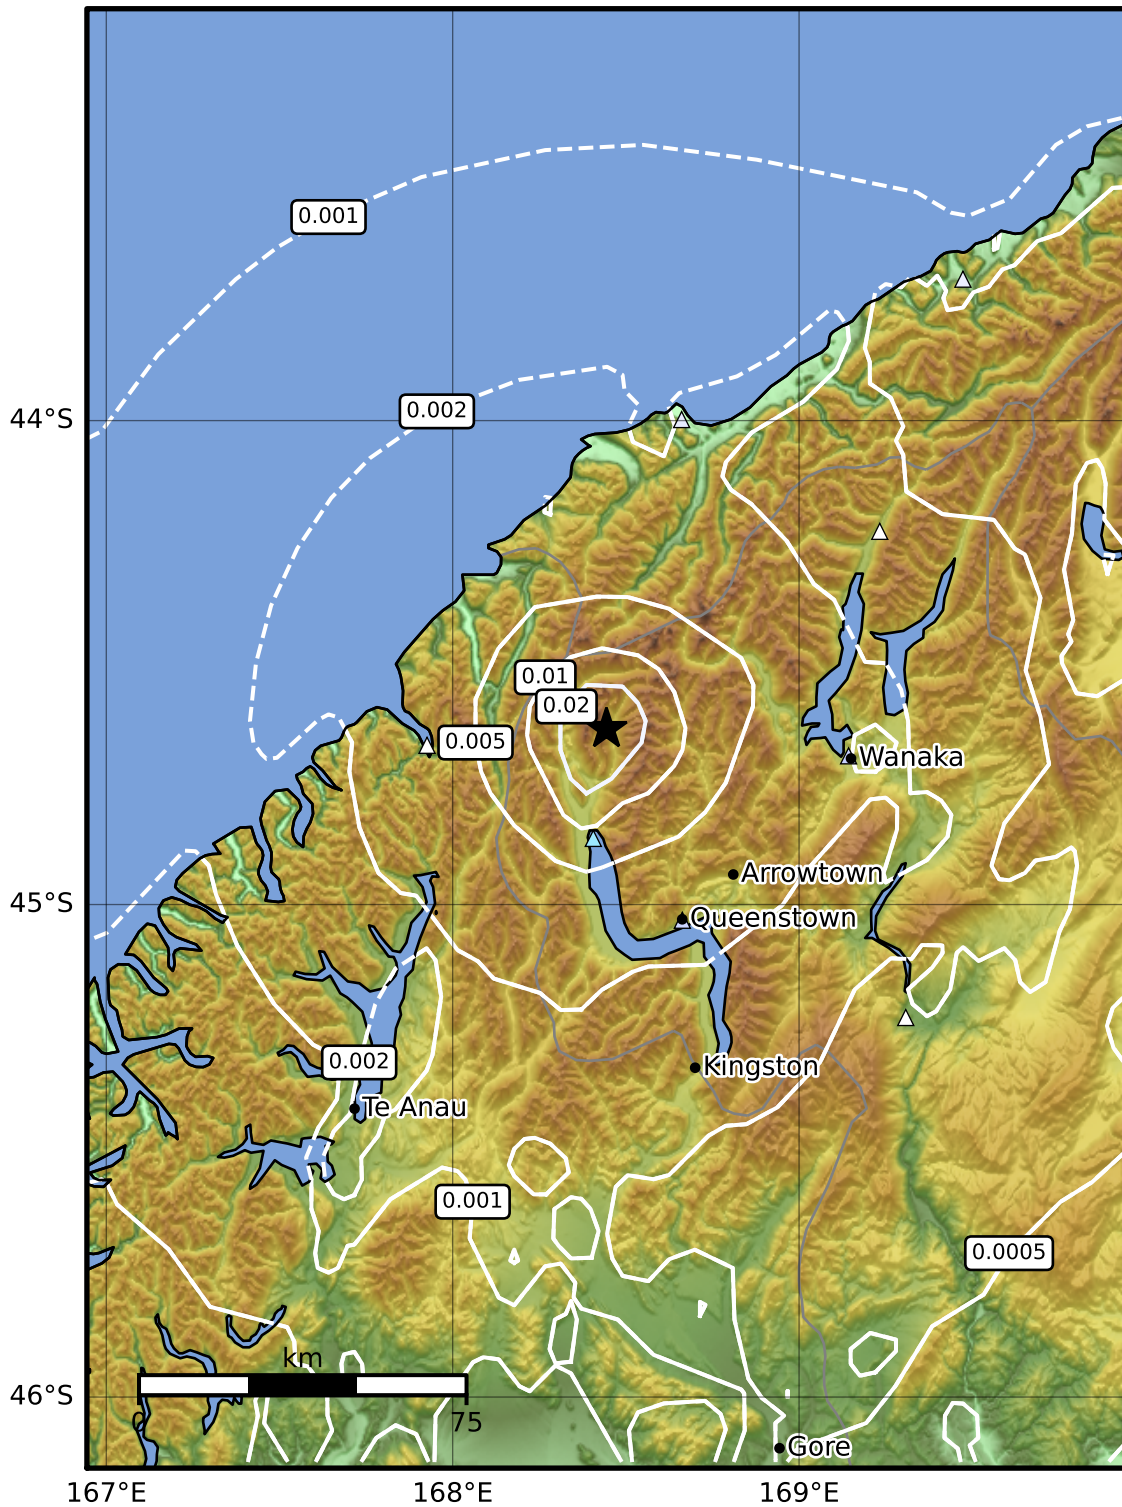 0.001
0.002
44°S
0.01
0.02
0.005
Wanaka
Arrowtown
45°S
Queenstown
0.002
Kingston
Te Anau
0.001
0.0005
km
46°S
0
75
Gore
167°E
168°E
169°E